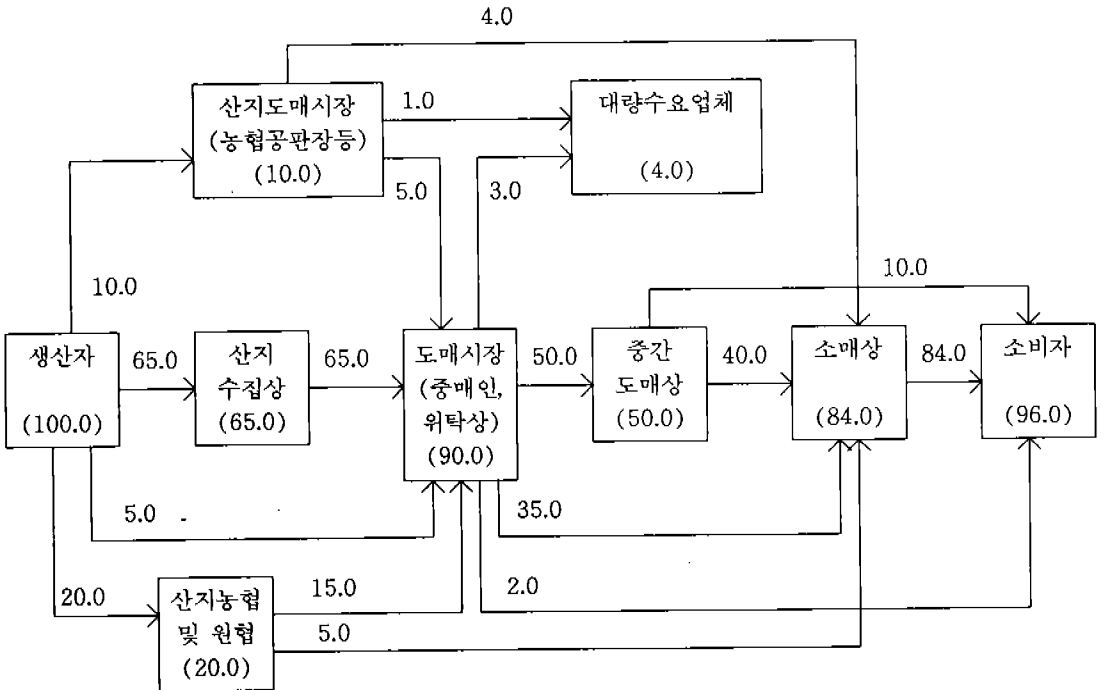 4.0
산지도매시장
(농협공판장등)
(10.0)
1.0
대량수요업체
(4.0)
5.0
3.0
10.0
10.0
생산자
(100.0)
65.0
산지
수집상
(65.0)
65.0
도매시장
(중매인,
위탁상)
(90.0)
50.0
중간
도매상
(50.0)
40.0
소매상
(84.0)
84.0
소비자
(96.0)
5.0
35.0
20.0
산지농협
및 원협
(20.0)
15.0
5.0
2.0